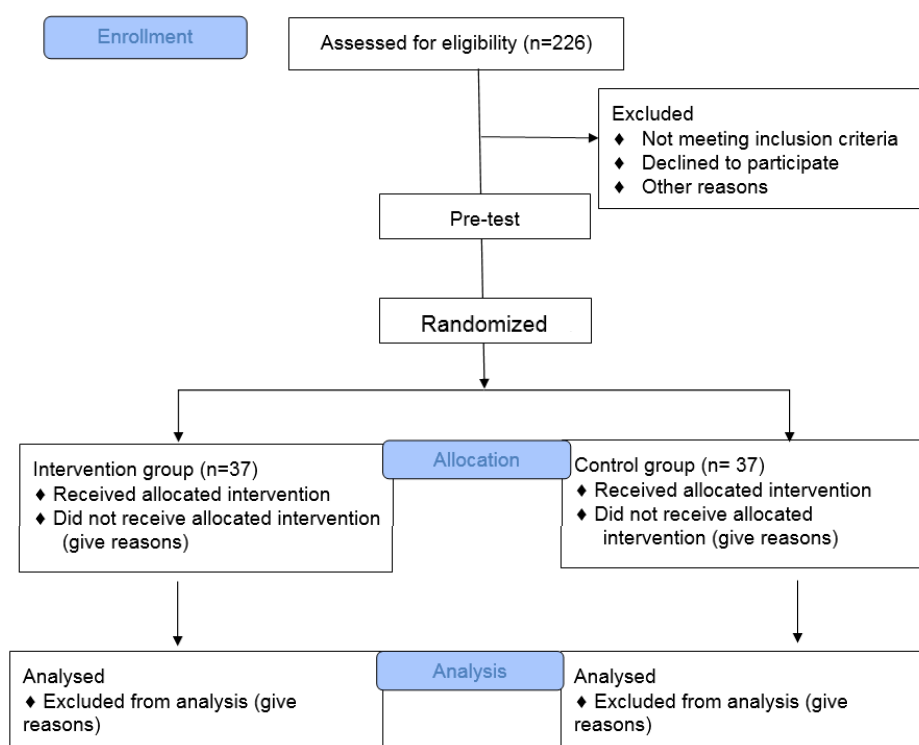 Enrollment
Assessed for eligibility (n=226)
Excluded
♦ Not meeting inclusion criteria
♦ Declined to participate
♦ Other reasons
Pre-test
Randomized
Intervention group (n=37)
♦ Received allocated intervention
♦ Did not receive allocated intervention
(give reasons)
Allocation
Control group (n= 37)
♦ Received allocated intervention
♦ Did not receive allocated
intervention (give reasons)
Analysed
♦ Excluded from analysis (give
reasons)
Analysis
Analysed
♦ Excluded from analysis (give
reasons)